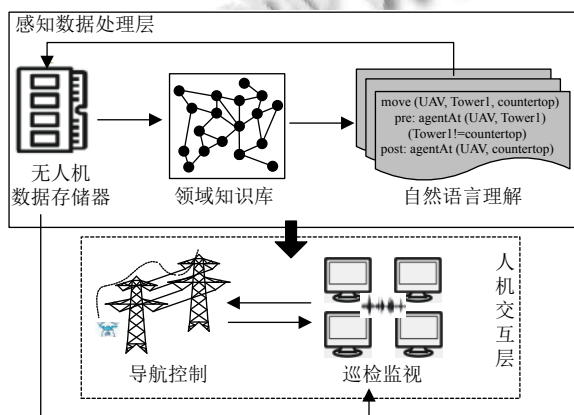 感知数据处理层
move (UAV, Tower1, countertop)
pre: agentAt (UAV, Tower1)
(Tower1!=countertop)
post: agentAt (UAV, countertop)
无人机
数据存储器
领域知识库
自然语言理解
人机交互层
导航控制
巡检监视